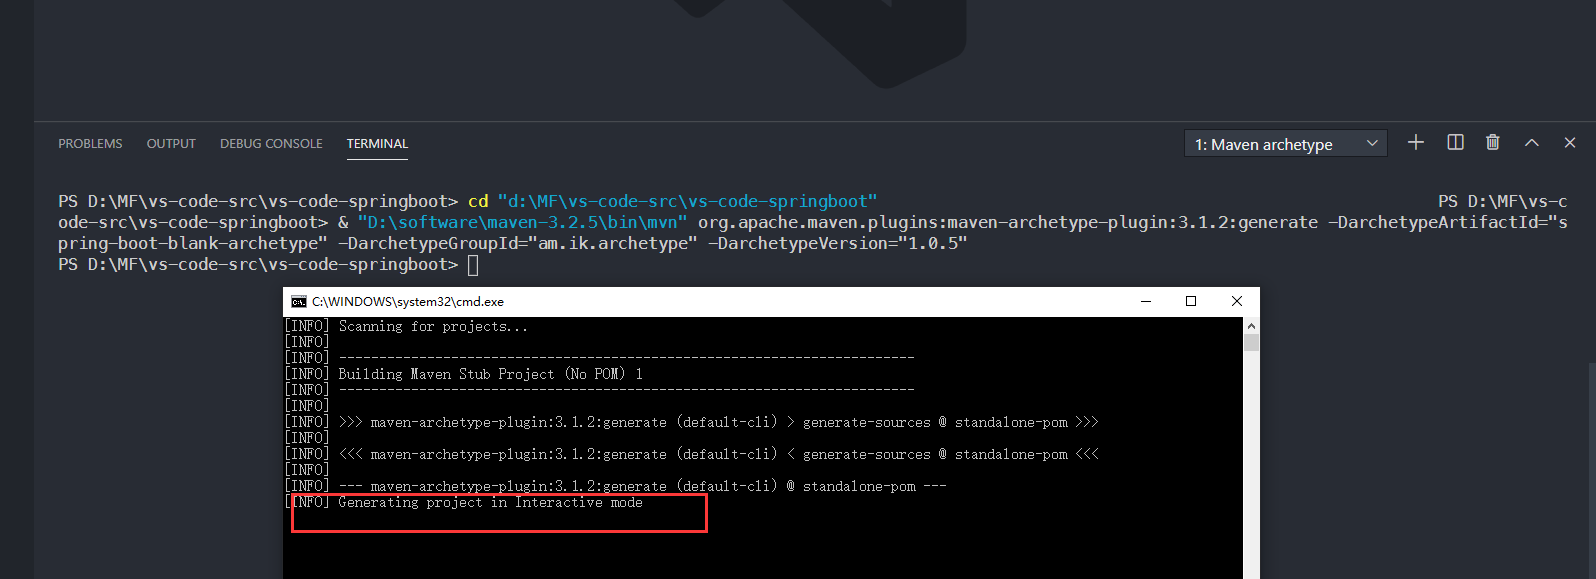 PROBLEMS OUTPUT DEBUG CONSOLE TERMINAL 1: Maven archetype
PS D:\MF\vs-code-src\vs-code-springboot> cd "d:\MF\vs-code-src\vs-code-springboot" PS D:\MF\vs-c
ode-src\vs-code-springboot> & "D:\software\maven-3.2.5\bin\mvn" org.apache.maven.plugins:maven-archetype-plugin:3.1.2:generate -DarchetypeArtifactId="s
pring-boot-blank-archetype" -DarchetypeGroupId="am.ik.archetype" -DarchetypeVersion="1.0.5"
PS D:\MF\vs-code-src\vs-code-springboot>
C:\WINDOWS\system32\cmd.exe
[INFO] Scanning for projects...
[INFO]
[INFO] ------------------------------------------------------------------------
[INFO] Building Maven Stub Project (No POM) 1
[INFO] ------------------------------------------------------------------------
[INFO]
[INFO] >>> maven-archetype-plugin:3.1.2:generate (default-cli) > generate-sources @ standalone-pom >>>
[INFO]
[INFO] <<< maven-archetype-plugin:3.1.2:generate (default-cli) < generate-sources @ standalone-pom <<<
[INFO]
[INFO] --- maven-archetype-plugin:3.1.2:generate (default-cli) @ standalone-pom ---
[INFO] Generating project in Interactive mode